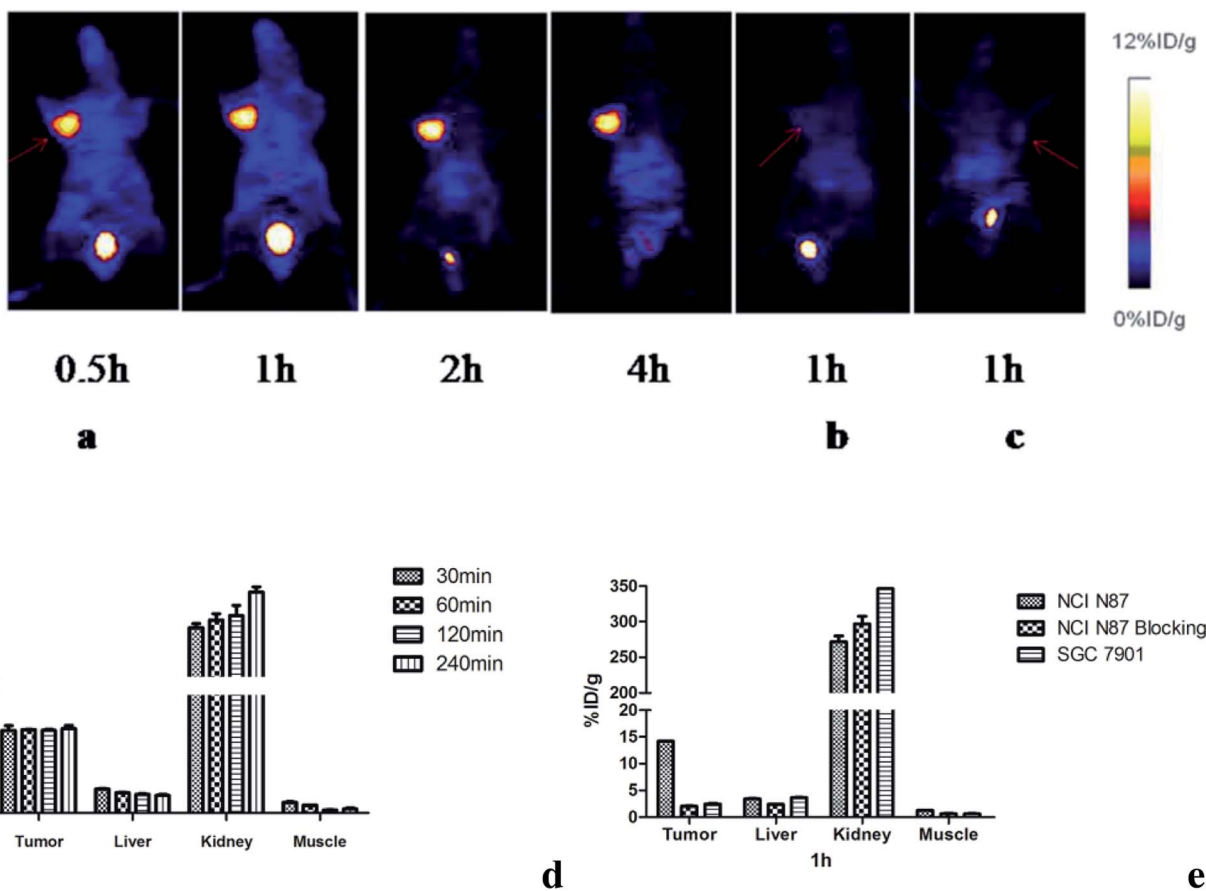 12%ID/g
0%ID/g
0.5h 1h 2h 4h 1h 1h
a b c
30min
60min
120min
240min
Tumor Liver Kidney Muscle
d
%ID/g
350
300
250
200
20
15
10
5
0
Tumor Liver Kidney Muscle
1h
NCI N87
NCI N87 Blocking
SGC 7901
e